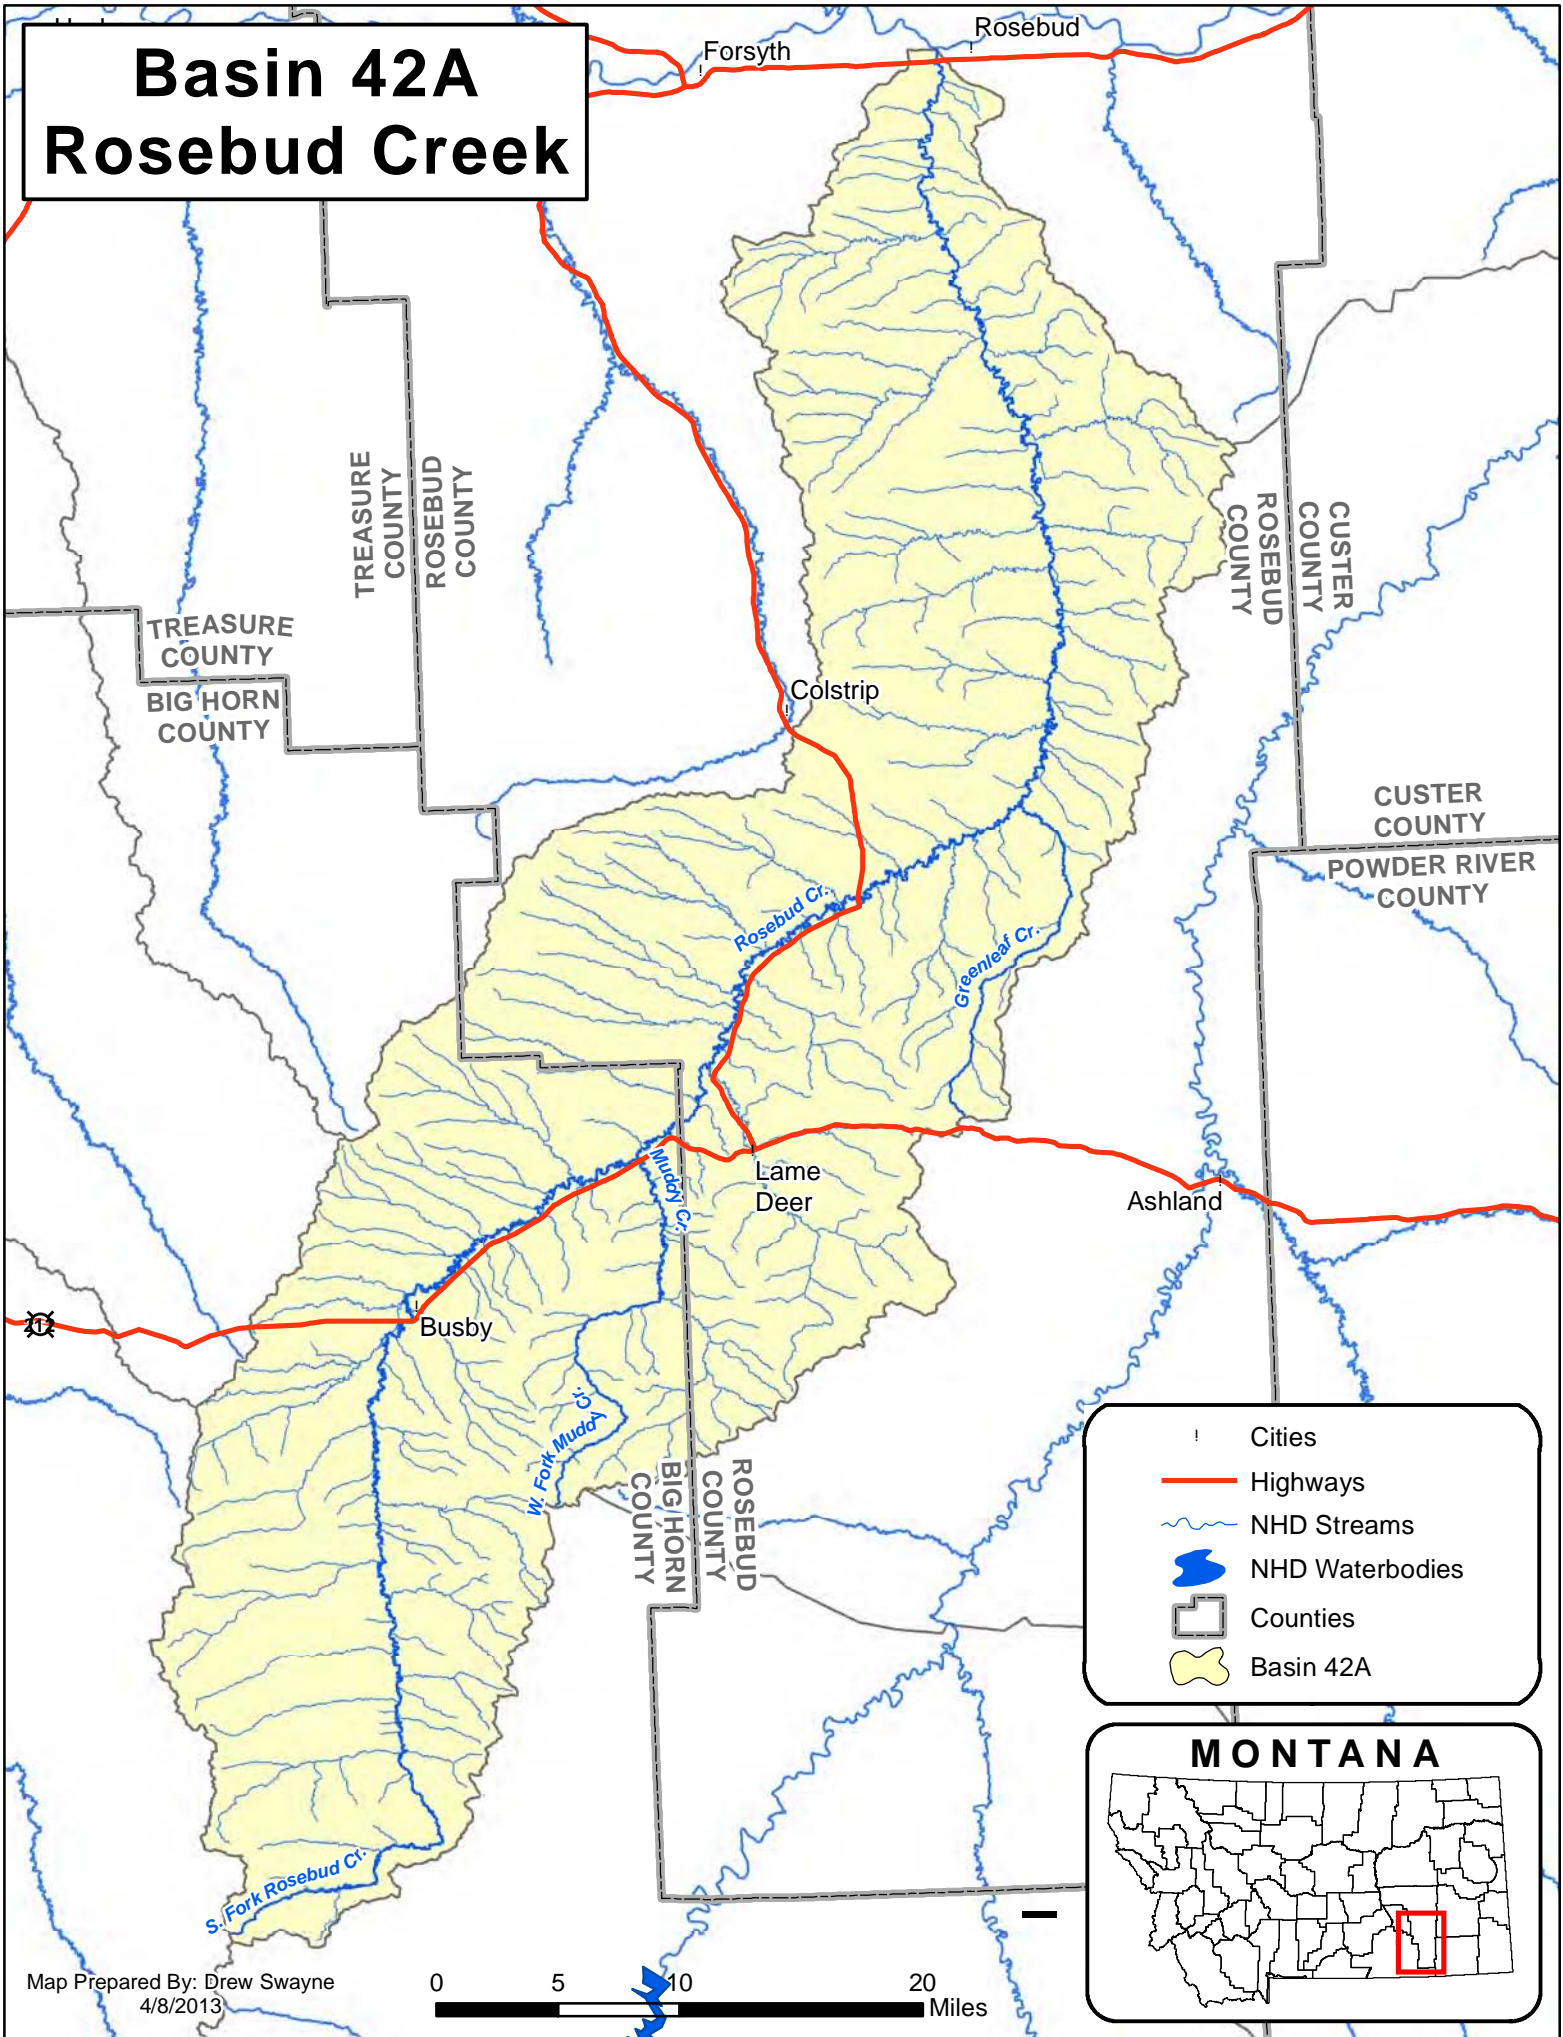 Basin 42A
Rosebud Creek
Forsyth
Rosebud
TREASURE
COUNTY
ROSEBUD
COUNTY
ROSEBUD
COUNTY
CUSTER
COUNTY
TREASURE
COUNTY
BIG HORN
COUNTY
Colstrip
CUSTER
COUNTY
POWDER RIVER
COUNTY
Rosebud Cr.
Greenleaf Cr.
Muddy Cr.
Lame
Deer
Ashland
212
Busby
W. Fork Muddy Cr.
BIG HORN
COUNTY
ROSEBUD
COUNTY
S. Fork Rosebud Cr.
Cities
Highways
NHD Streams
NHD Waterbodies
Counties
Basin 42A
MONTANA
Map Prepared By: Drew Swayne
4/8/2013
0 5 10 20
Miles